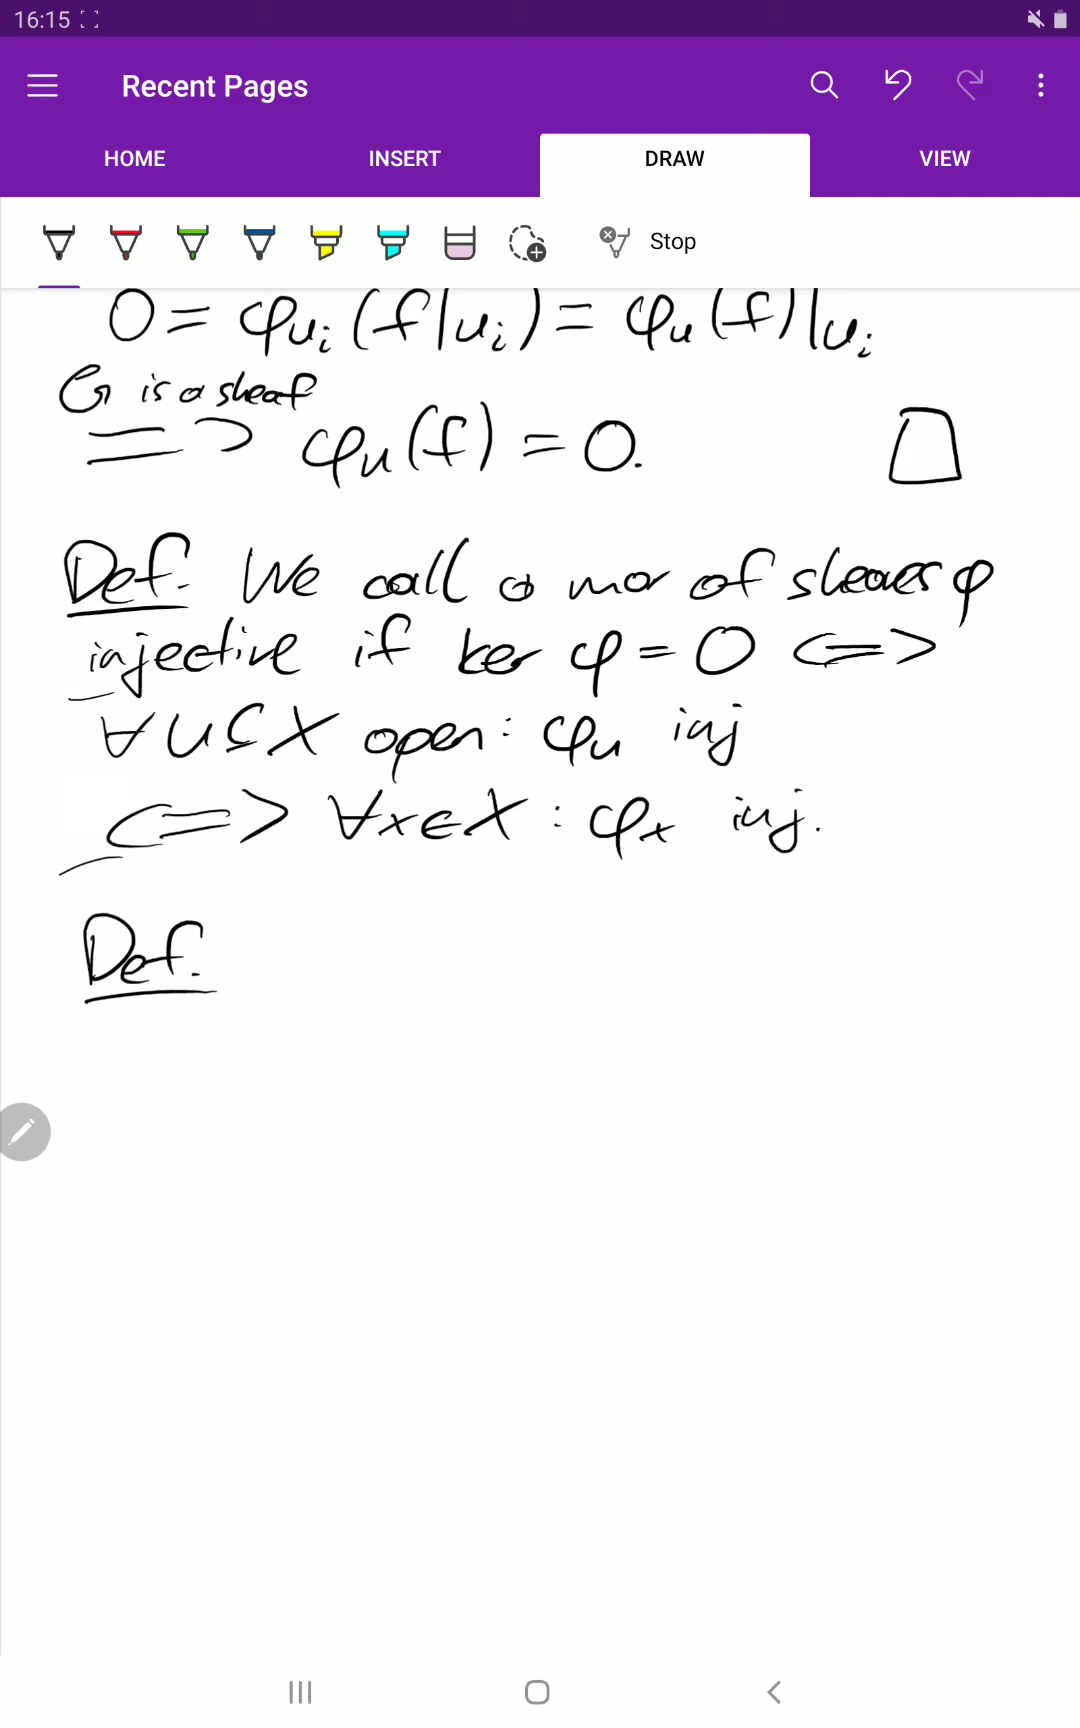 16:15
Recent Pages
HOME INSERT DRAW VIEW
Stop
0 = φ_{U_i}(f|_{U_i}) = φ_U(f)|_{U_i}
G is a sheaf
=> φ_U(f) = 0. □
Def. We call a mor of sheaves φ
injective if ker φ = 0 <=>
∀ U ⊆ X open: φ_U inj
<=> ∀x∈X: φ_x inj.
Def.